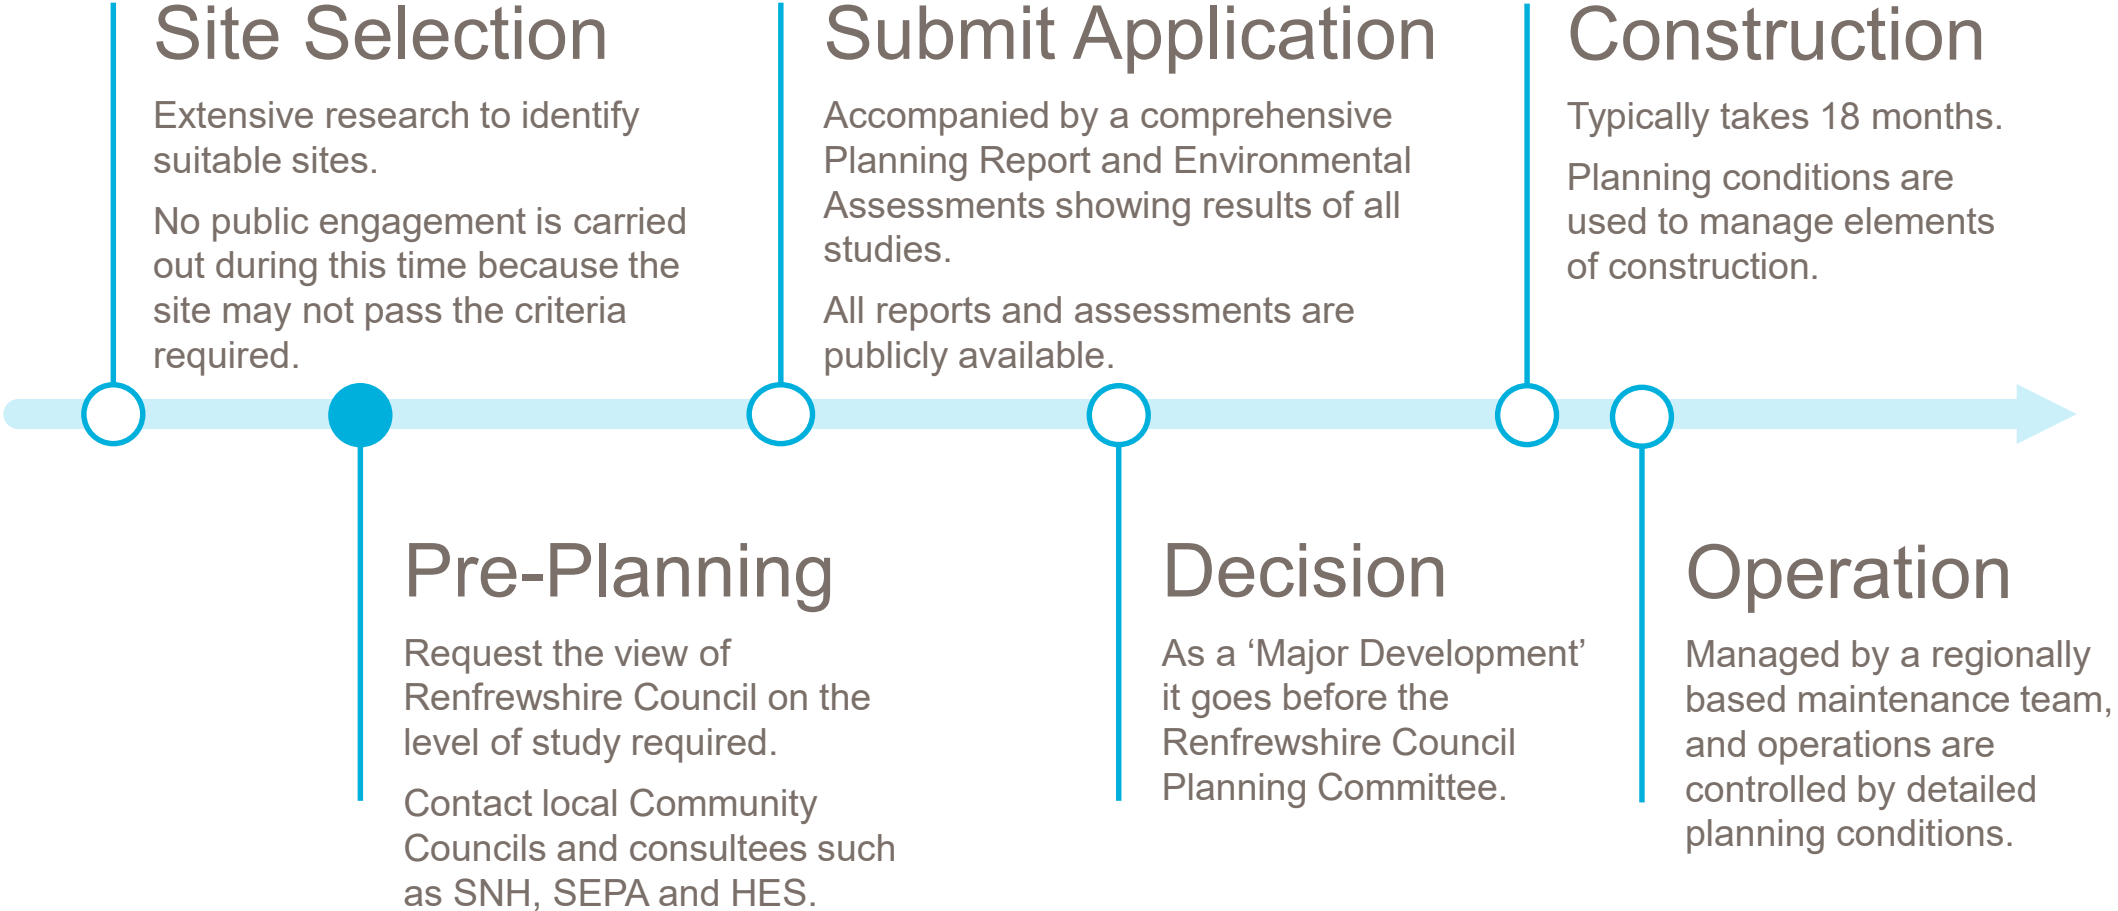 Site Selection
Extensive research to identify
suitable sites.
No public engagement is carried
out during this time because the
site may not pass the criteria
required.
Submit Application
Accompanied by a comprehensive
Planning Report and Environmental
Assessments showing results of all
studies.
All reports and assessments are
publicly available.
Construction
Typically takes 18 months.
Planning conditions are
used to manage elements
of construction.
Pre-Planning
Request the view of
Renfrewshire Council on the
level of study required.
Contact local Community
Councils and consultees such
as SNH, SEPA and HES.
Decision
As a ‘Major Development’
it goes before the
Renfrewshire Council
Planning Committee.
Operation
Managed by a regionally
based maintenance team,
and operations are
controlled by detailed
planning conditions.